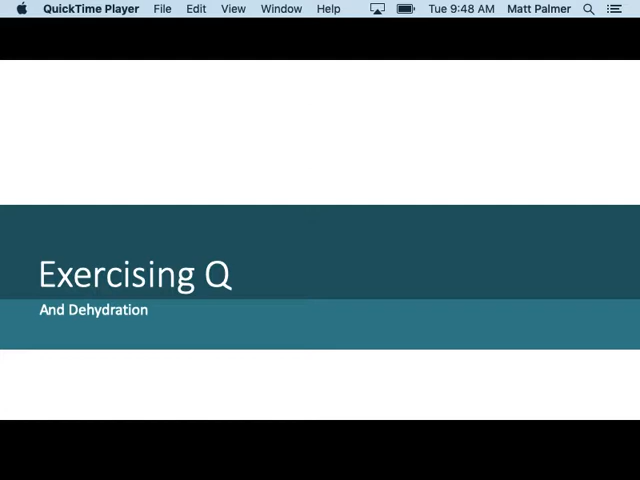 QuickTime Player File Edit View Window Help Tue 9:48 AM Matt Palmer
Exercising Q
And Dehydration